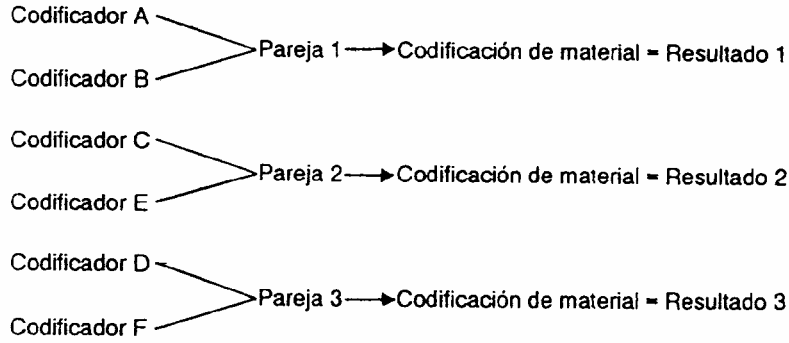 Codificador A
Pareja 1 Codificación de material = Resultado 1
Codificador B
Codificador C
Pareja 2 Codificación de material = Resultado 2
Codificador E
Codificador D
Pareja 3 Codificación de material = Resultado 3
Codificador F